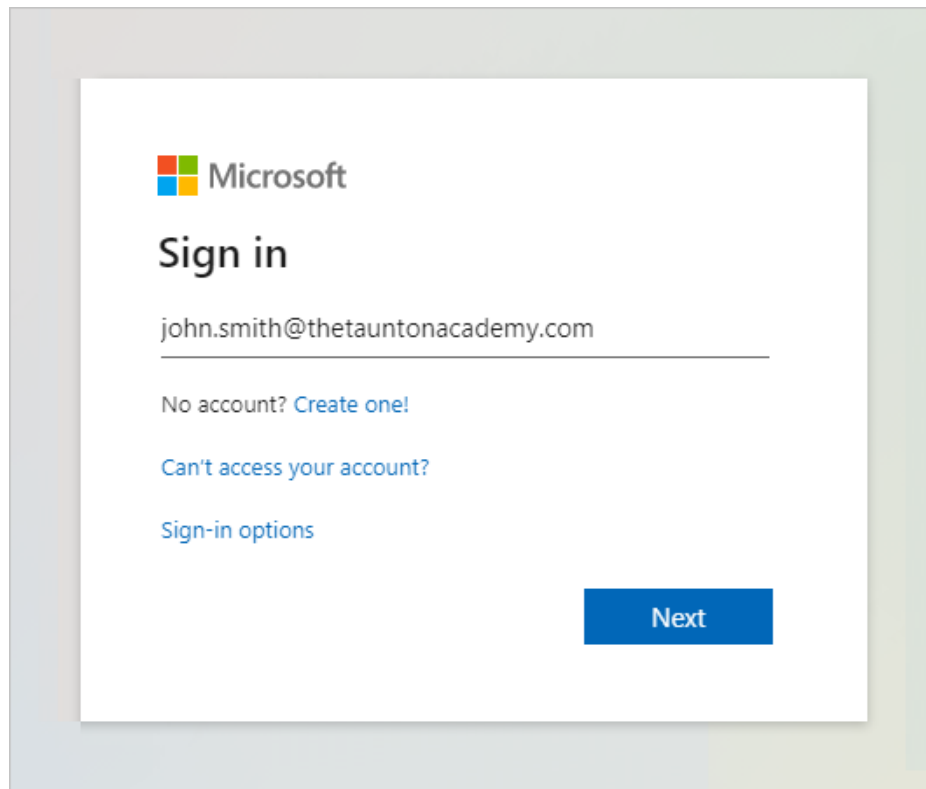 Microsoft
Sign in
john.smith@thetauntonacademy.com
No account? Create one!
Can't access your account?
Sign-in options
Next